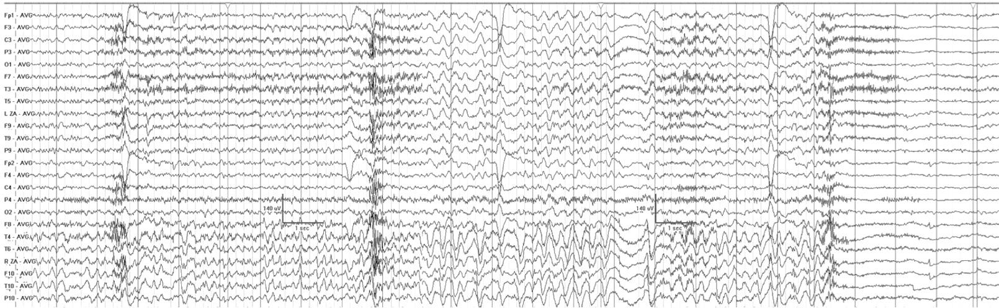 Fp1 - AVG
F3 - AVG
C3 - AVG
P3 - AVG
O1 - AVG
F7 - AVG
T3 - AVG
T5 - AVG
L ZA - AVG
F9 - AVG
T9 - AVG
P9 - AVG
Fp2 - AVG
F4 - AVG
C4 - AVG
P4 - AVG
140 uV 140 uV
O2 - AVG
F8 - AVG
1 sec 1 sec
T4 - AVG
T6 - AVG
R ZA - AVG
F10 - AVG
T10 - AVG
P10 - AVG